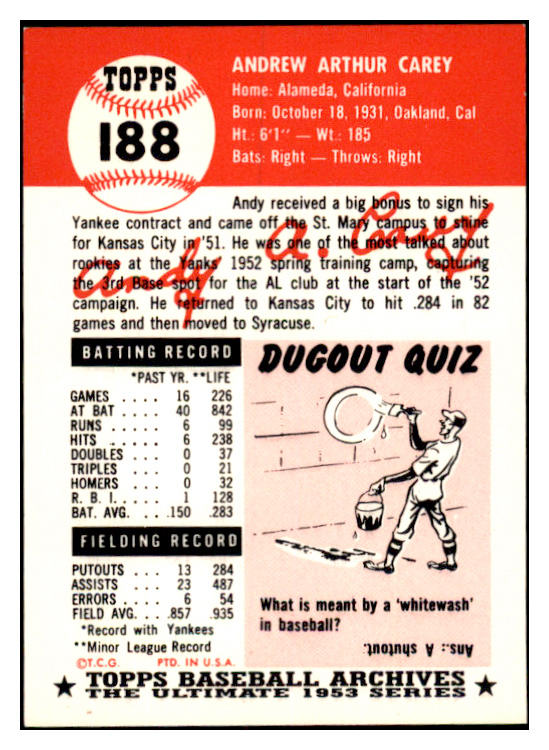 TOPPS
188
ANDREW ARTHUR CAREY
Home: Alameda, California
Born: October 18, 1931, Oakland, Cal
Ht.: 6'1" — Wt.: 185
Bats: Right — Throws: Right
Andy received a big bonus to sign his
Yankee contract and came off the St. Mary campus to shine
for Kansas City in '51. He was one of the most talked about
rookies at the Yanks' 1952 spring training camp, capturing
the 3rd Base spot for the AL club at the start of the '52
campaign. He returned to Kansas City to hit .284 in 82
games and then moved to Syracuse.
Andy A. Carey
BATTING RECORD
*PAST YR. **LIFE
GAMES .... 16 226
AT BAT .... 40 842
RUNS .... 6 99
HITS ..... 6 238
DOUBLES .. 0 37
TRIPLES ... 0 21
HOMERS ... 0 32
R. B. I. .... 1 128
BAT. AVG. .. .150 .283
FIELDING RECORD
PUTOUTS ... 13 284
ASSISTS .... 23 487
ERRORS .... 6 54
FIELD AVG. .. .857 .935
*Record with Yankees
**Minor League Record
©T.C.G. PTD. IN U.S.A.
DUGOUT QUIZ
What is meant by a 'whitewash'
in baseball?
Ans.: A shutout.
TOPPS BASEBALL ARCHIVES
THE ULTIMATE 1953 SERIES